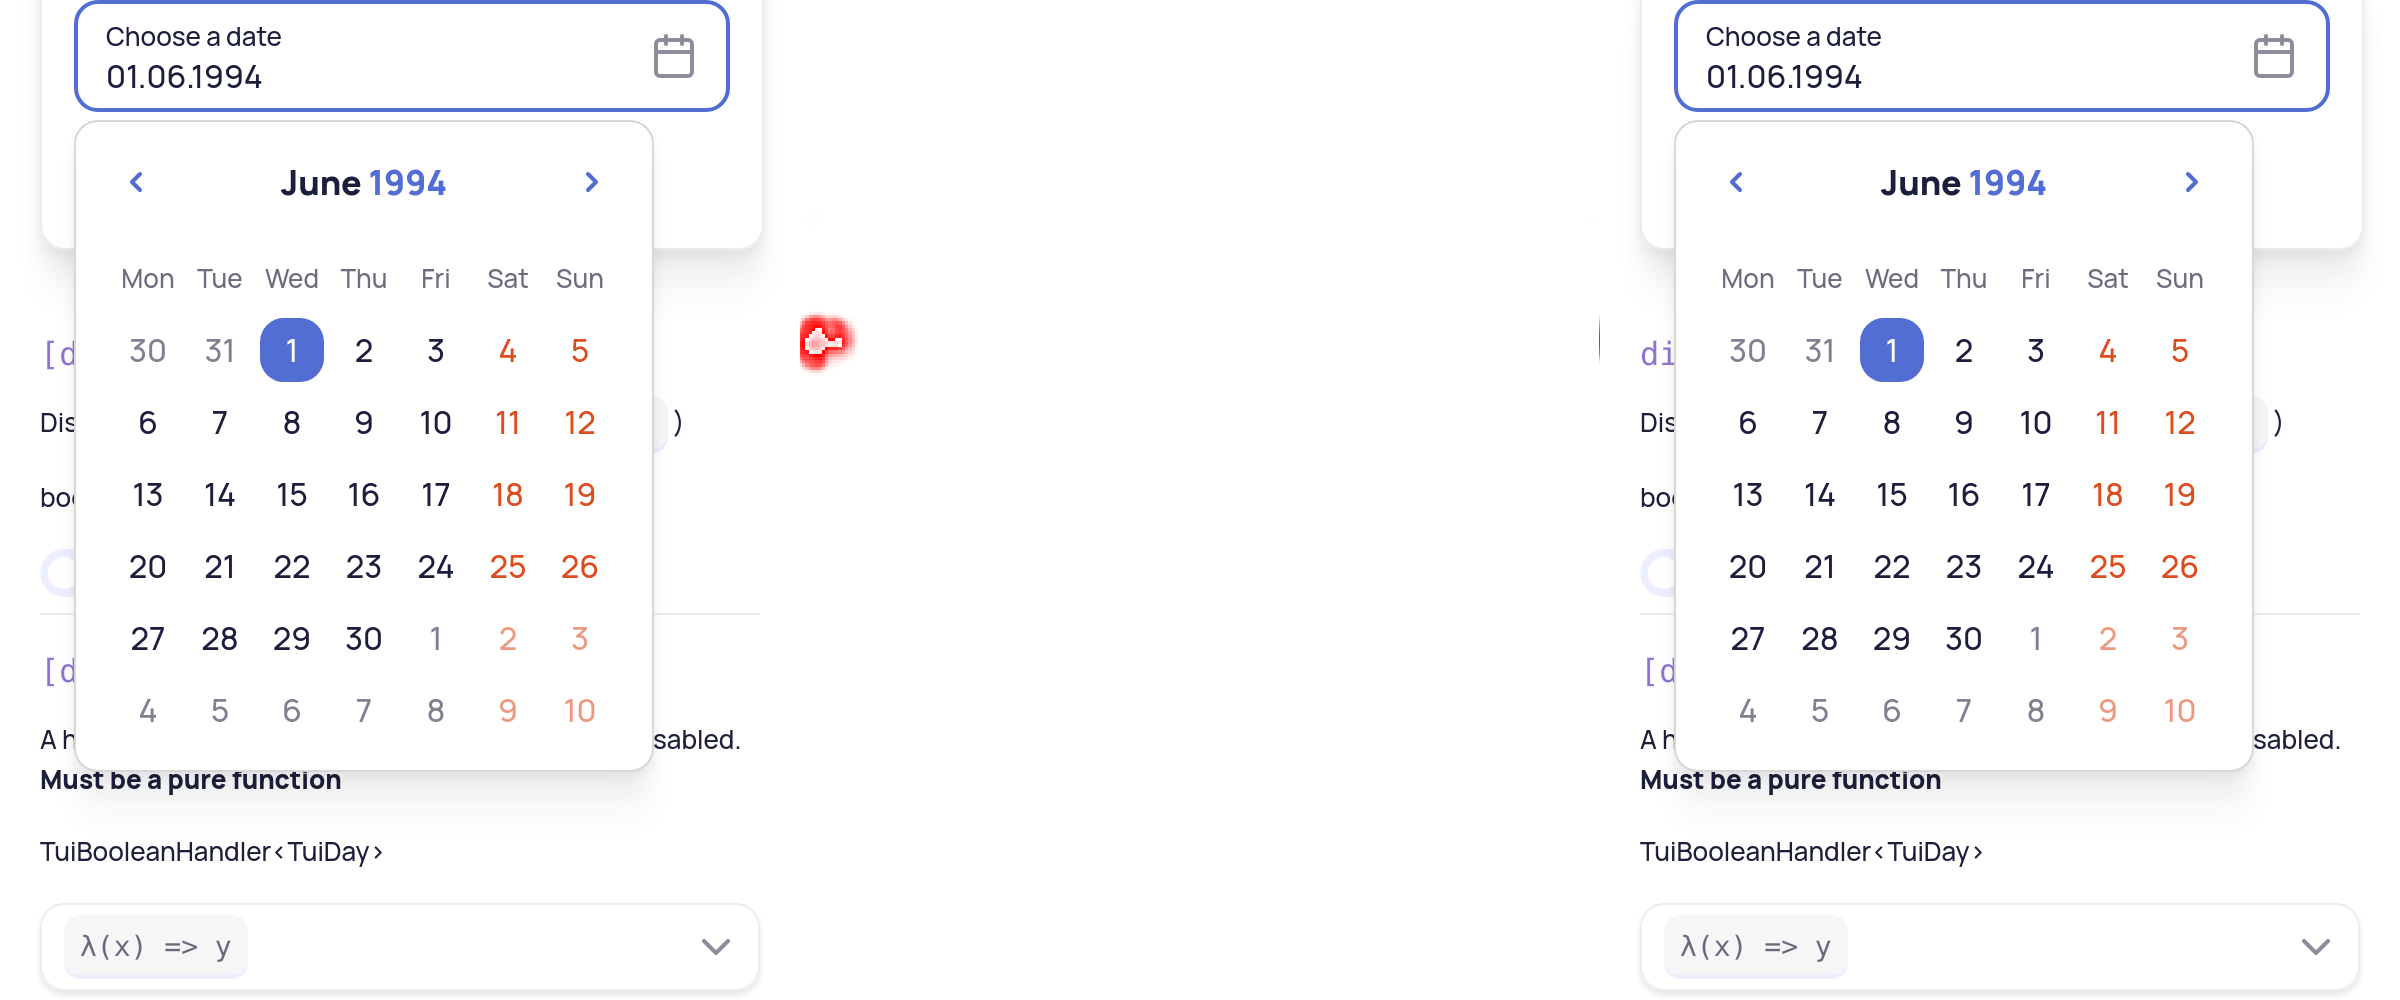 Choose a date
01.06.1994
June 1994
Mon Tue Wed Thu Fri Sat Sun
30 31 1 2 3 4 5
6 7 8 9 10 11 12
13 14 15 16 17 18 19
20 21 22 23 24 25 26
27 28 29 30 1 2 3
4 5 6 7 8 9 10
[d
Dis )
boo
[d
A h sabled.
Must be a pure function
TuiBooleanHandler<TuiDay>
λ(x) => y
Choose a date
01.06.1994
June 1994
Mon Tue Wed Thu Fri Sat Sun
30 31 1 2 3 4 5
6 7 8 9 10 11 12
13 14 15 16 17 18 19
20 21 22 23 24 25 26
27 28 29 30 1 2 3
4 5 6 7 8 9 10
di
Dis )
boo
[d
A h sabled.
Must be a pure function
TuiBooleanHandler<TuiDay>
λ(x) => y